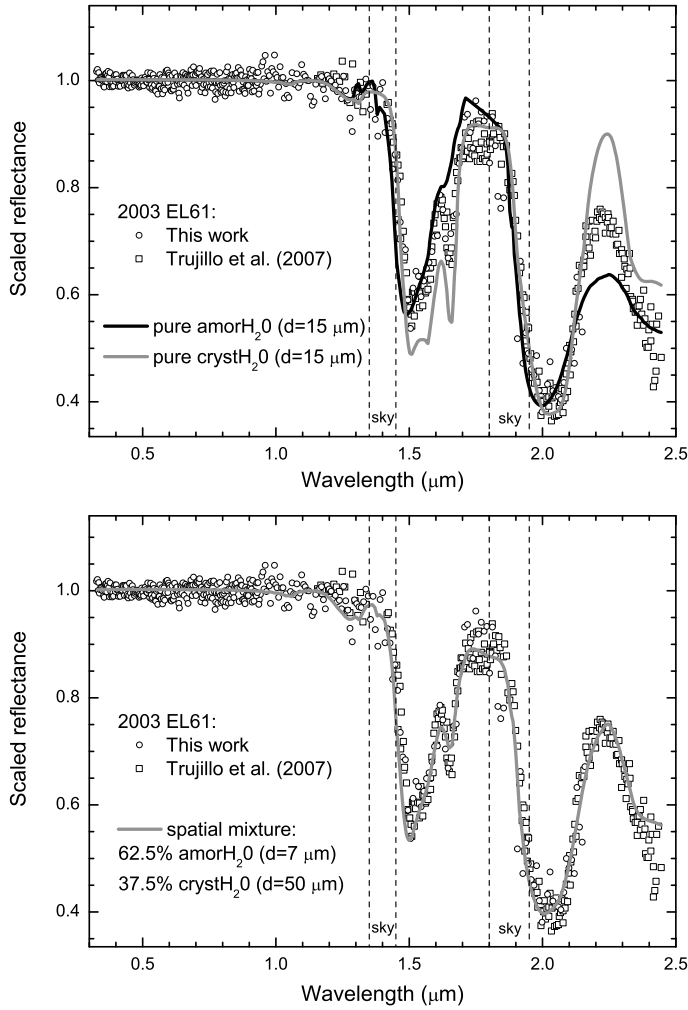 1.0
0.8
0.6
0.4
Scaled reflectance
2003 EL61:
This work
Trujillo et al. (2007)
pure amorH20 (d=15 μm)
pure crystH20 (d=15 μm)
sky
sky
0.5 1.0 1.5 2.0 2.5
Wavelength (μm)
1.0
0.8
0.6
0.4
Scaled reflectance
2003 EL61:
This work
Trujillo et al. (2007)
spatial mixture:
62.5% amorH20 (d=7 μm)
37.5% crystH20 (d=50 μm)
sky
sky
0.5 1.0 1.5 2.0 2.5
Wavelength (μm)